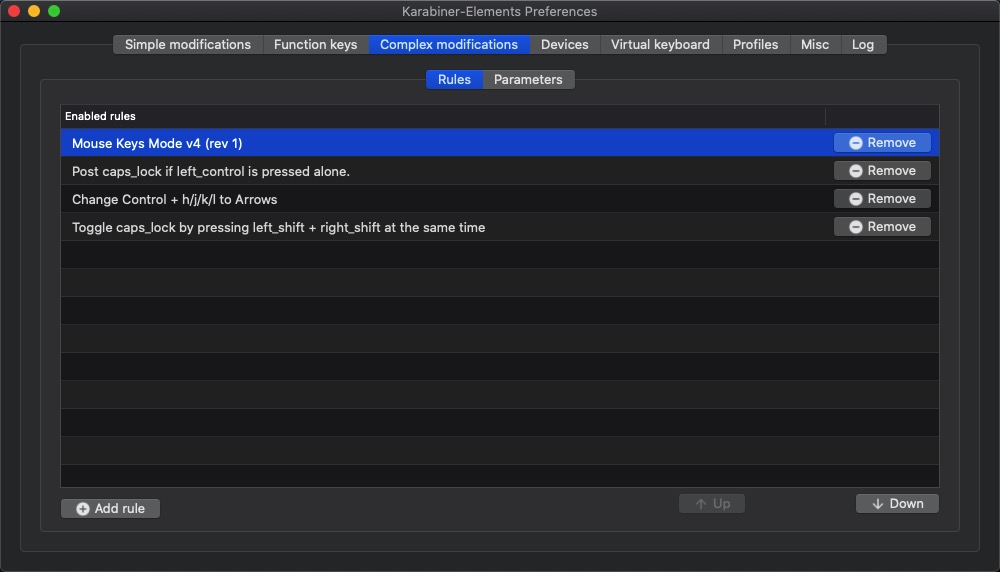 Karabiner-Elements Preferences
Simple modifications Function keys Complex modifications Devices Virtual keyboard Profiles Misc Log
Rules Parameters
Enabled rules
Mouse Keys Mode v4 (rev 1) Remove
Post caps_lock if left_control is pressed alone. Remove
Change Control + h/j/k/l to Arrows Remove
Toggle caps_lock by pressing left_shift + right_shift at the same time Remove
Add rule Up Down